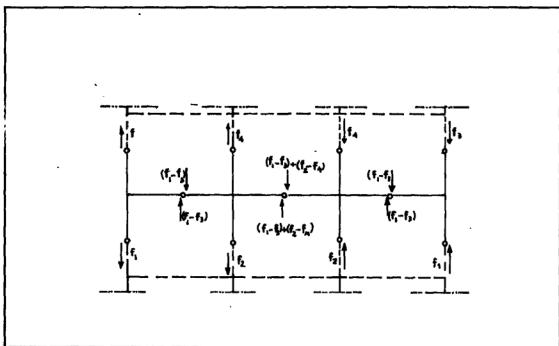 f f₄ f₄ f₃
(f₁-f₃) (f₁-f₃)+(f₂-f₄) (f₁-f₃)
(f₁-f₃) (f₁-f₃)+(f₂-f₄) (f₁-f₃)
f₁ f₂ f₂ f₁